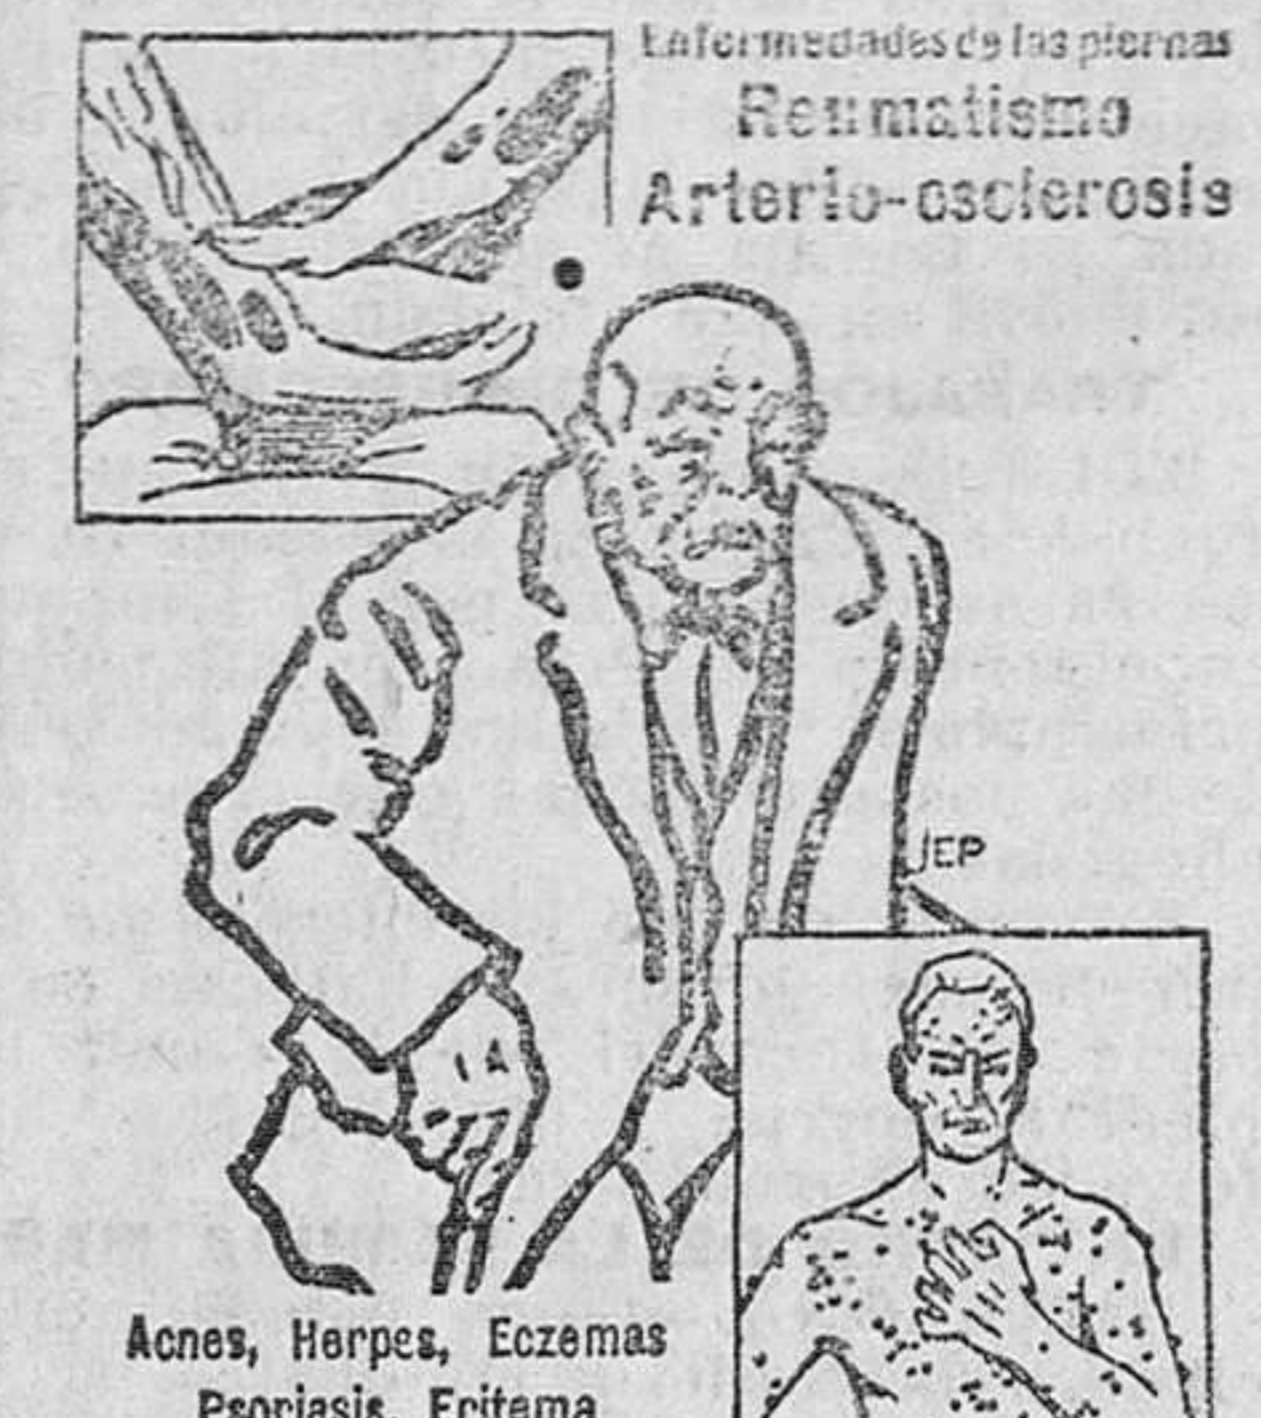 Enfermedades de las piernas
Reumatismo
Arterio-esclerosis
JEP
Acnes, Herpes, Eczemas
Psoriasis, Eritema